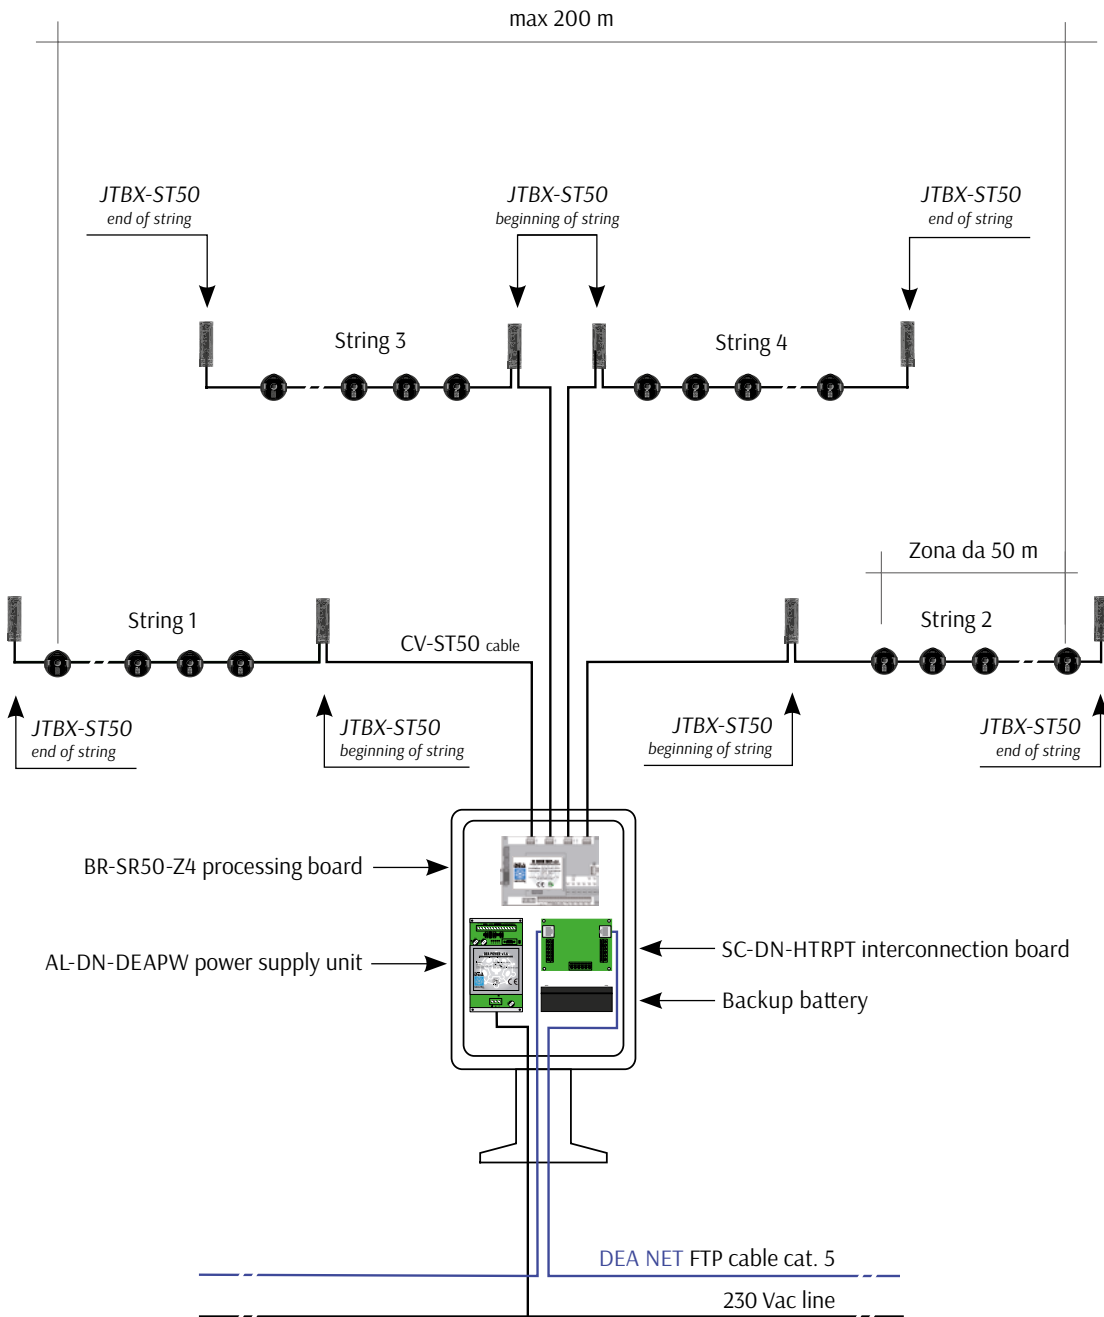 max 200 m
JTBX-ST50
end of string
JTBX-ST50
beginning of string
JTBX-ST50
end of string
String 3
String 4
Zona da 50 m
String 1
String 2
CV-ST50 cable
JTBX-ST50
end of string
JTBX-ST50
beginning of string
JTBX-ST50
beginning of string
JTBX-ST50
end of string
BR-SR50-Z4 processing board
AL-DN-DEAPW power supply unit
SC-DN-HTRPT interconnection board
Backup battery
DEA NET FTP cable cat. 5
230 Vac line